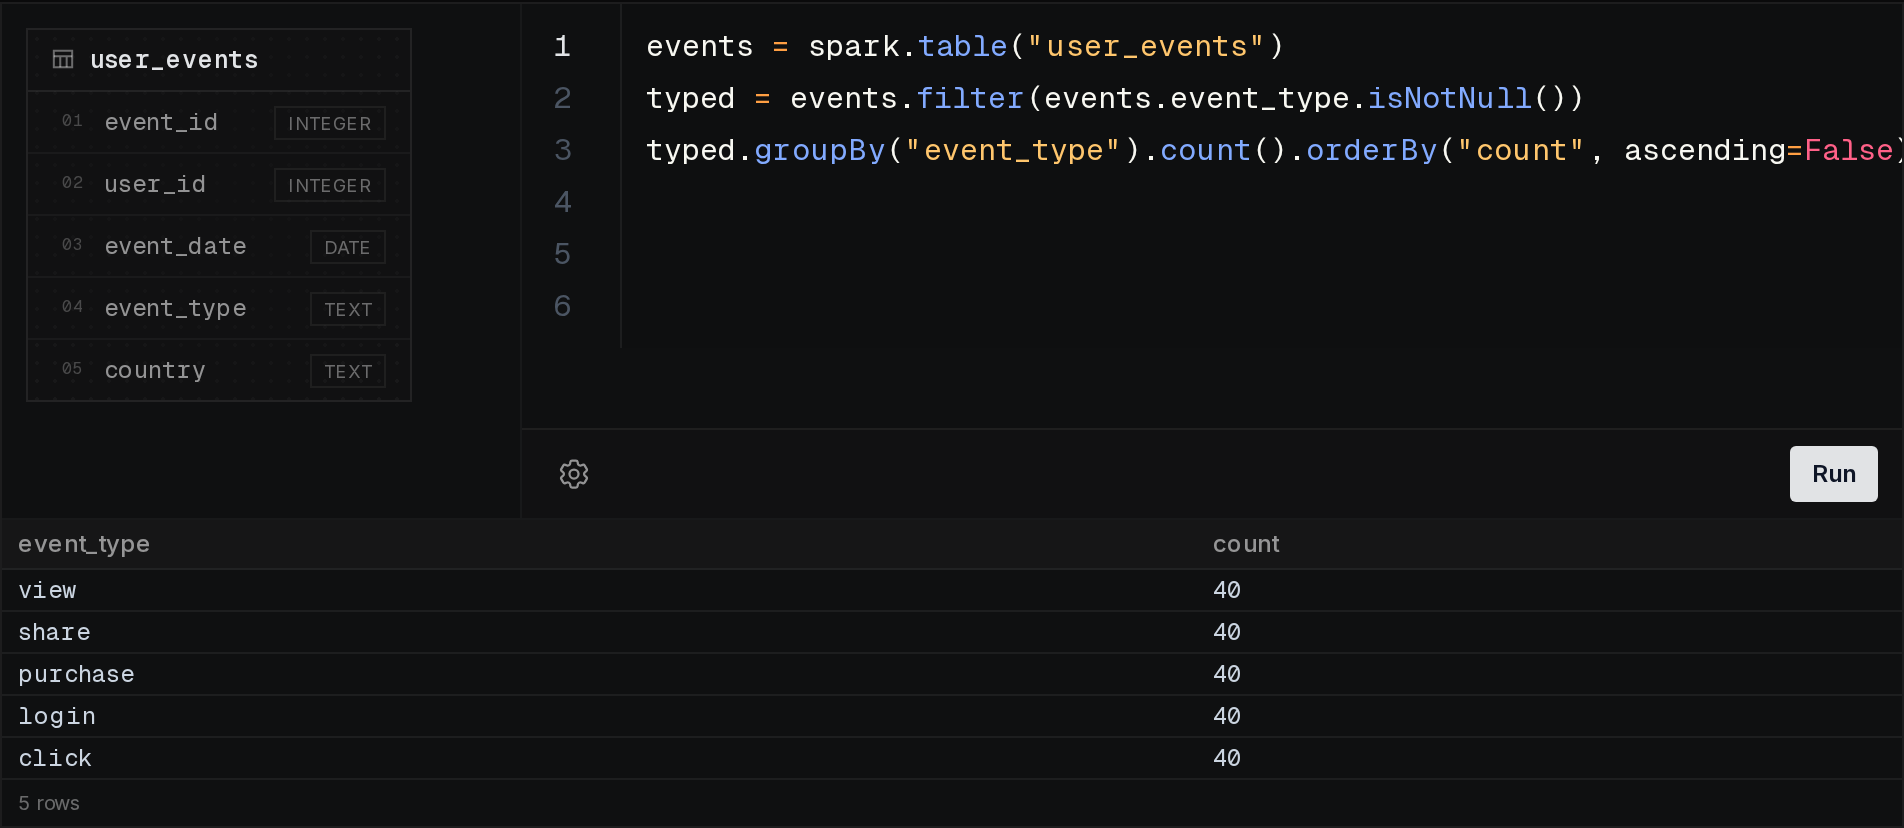 user_events
01 event_id INTEGER
02 user_id INTEGER
03 event_date DATE
04 event_type TEXT
05 country TEXT
1 events = spark.table("user_events")
2 typed = events.filter(events.event_type.isNotNull())
3 typed.groupBy("event_type").count().orderBy("count", ascending=False)
4
5
6
Run
event_type count
view 40
share 40
purchase 40
login 40
click 40
5 rows